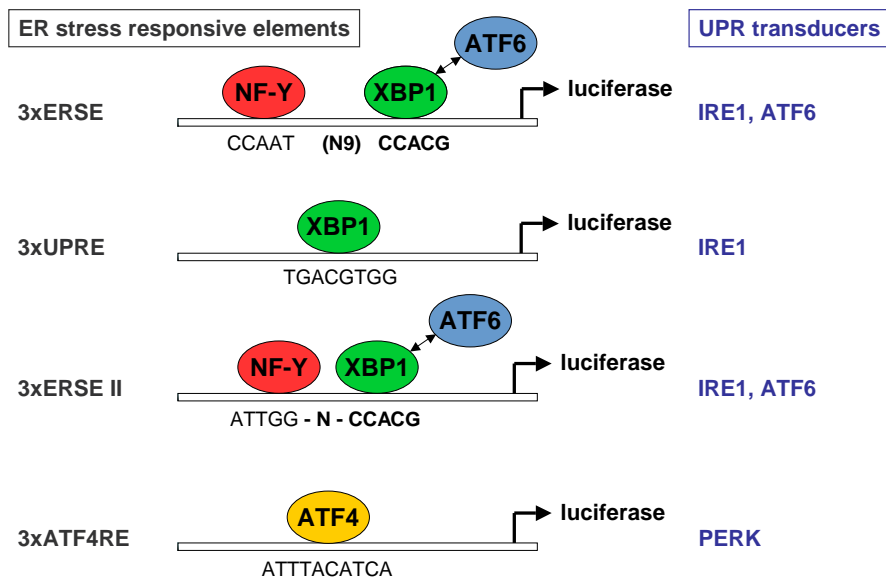 ER stress responsive elements
UPR transducers
ATF6
NF-Y
XBP1
luciferase
3xERSE
IRE1, ATF6
CCAAT (N9) CCACG
XBP1
luciferase
3xUPRE
IRE1
TGACGTGG
ATF6
NF-Y
XBP1
luciferase
3xERSE II
IRE1, ATF6
ATTGG - N - CCACG
ATF4
luciferase
3xATF4RE
PERK
ATTTACATCA